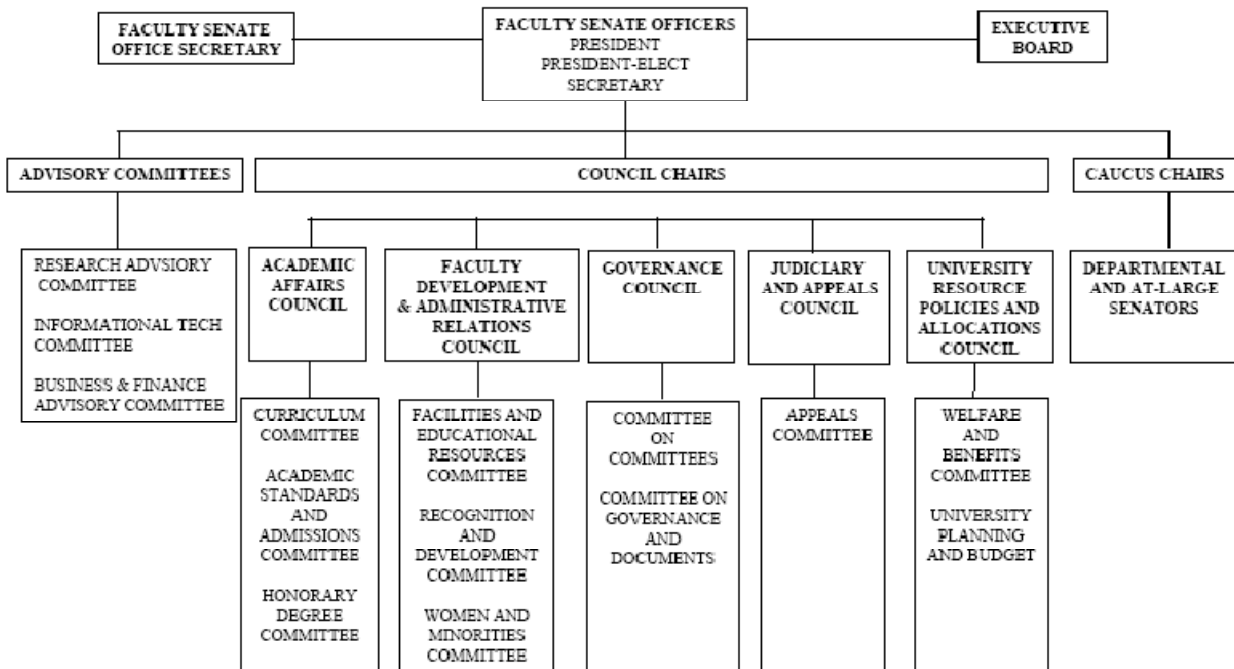 FACULTY SENATE
OFFICE SECRETARY
FACULTY SENATE OFFICERS
PRESIDENT
PRESIDENT-ELECT
SECRETARY
EXECUTIVE
BOARD
ADVISORY COMMITTEES
COUNCIL CHAIRS
CAUCUS CHAIRS
RESEARCH ADVSIORY
COMMITTEE
INFORMATIONAL TECH
COMMITTEE
BUSINESS & FINANCE
ADVISORY COMMITTEE
ACADEMIC
AFFAIRS
COUNCIL
FACULTY
DEVELOPMENT
& ADMINISTRATIVE
RELATIONS
COUNCIL
GOVERNANCE
COUNCIL
JUDICIARY
AND APPEALS
COUNCIL
UNIVERSITY
RESOURCE
POLICIES AND
ALLOCATIONS
COUNCIL
DEPARTMENTAL
AND AT-LARGE
SENATORS
CURRICULUM
COMMITTEE
ACADEMIC
STANDARDS
AND
ADMISSIONS
COMMITTEE
HONORARY
DEGREE
COMMITTEE
FACILITIES AND
EDUCATIONAL
RESOURCES
COMMITTEE
RECOGNITION
AND
DEVELOPMENT
COMMITTEE
WOMEN AND
MINORITIES
COMMITTEE
COMMITTEE
ON
COMMITTEES
COMMITTEE ON
GOVERNANCE
AND
DOCUMENTS
APPEALS
COMMITTEE
WELFARE
AND
BENEFITS
COMMITTEE
UNIVERSITY
PLANNING
AND BUDGET